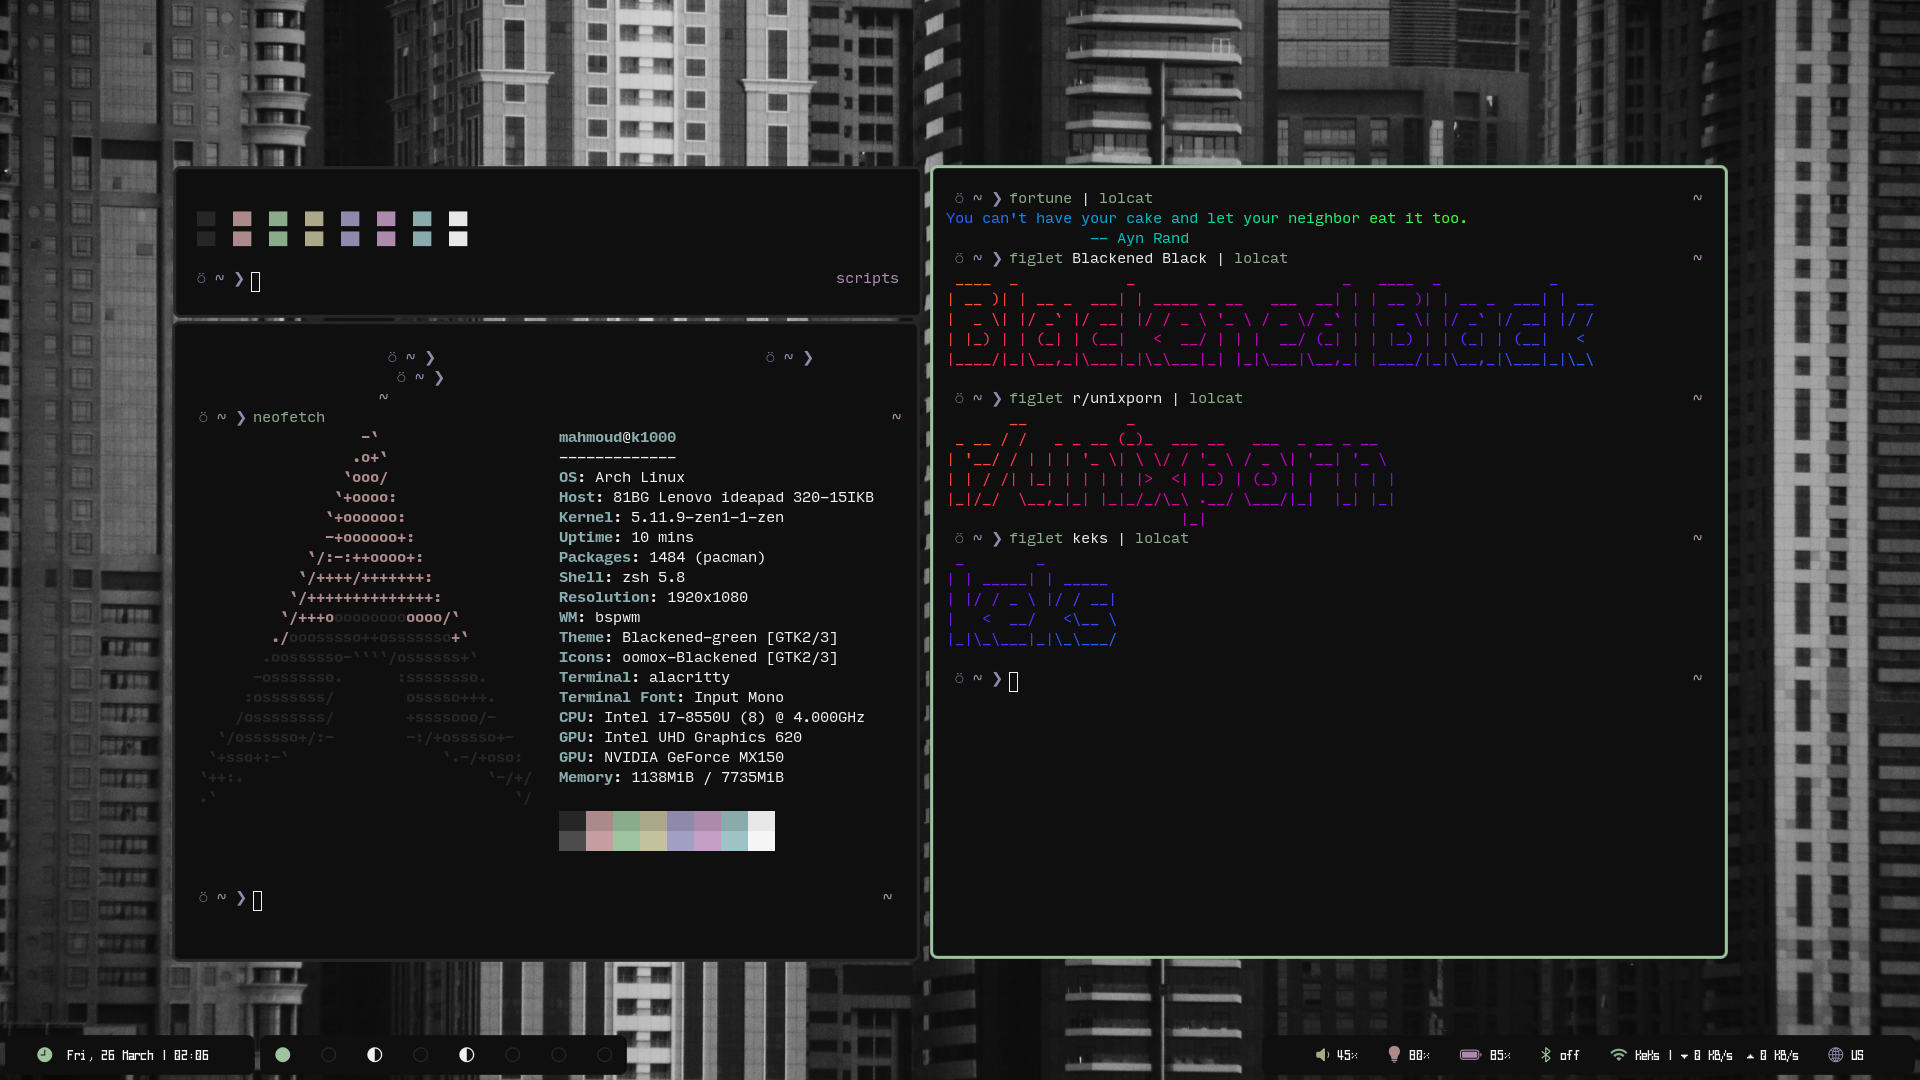 ö ~ ❯
scripts
ö ~ ❯ ö ~ ❯
ö ~ ❯
~
ö ~ ❯ neofetch ~
mahmoud@k1000
-------------
OS: Arch Linux
Host: 81BG Lenovo ideapad 320-15IKB
Kernel: 5.11.9-zen1-1-zen
Uptime: 10 mins
Packages: 1484 (pacman)
Shell: zsh 5.8
Resolution: 1920x1080
WM: bspwm
Theme: Blackened-green [GTK2/3]
Icons: oomox-Blackened [GTK2/3]
Terminal: alacritty
Terminal Font: Input Mono
CPU: Intel i7-8550U (8) @ 4.000GHz
GPU: Intel UHD Graphics 620
GPU: NVIDIA GeForce MX150
Memory: 1138MiB / 7735MiB
ö ~ ❯ ~
ö ~ ❯ fortune | lolcat ~
You can't have your cake and let your neighbor eat it too.
-- Ayn Rand
ö ~ ❯ figlet Blackened Black | lolcat ~
Blackened Black
ö ~ ❯ figlet r/unixporn | lolcat ~
r/unixporn
ö ~ ❯ figlet keks | lolcat ~
keks
ö ~ ❯ ~
Fri, 26 March | 02:06
45% 80% 85% off KeKs | 0 KB/s 0 KB/s US